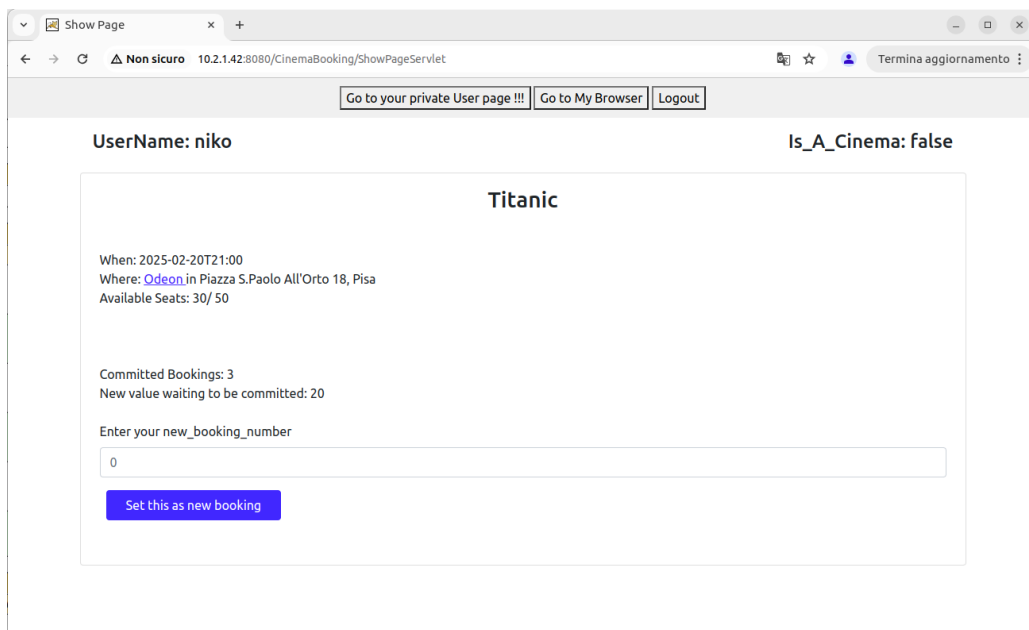 Show Page
Non sicuro 10.2.1.42:8080/CinemaBooking/ShowPageServlet
Termina aggiornamento
Go to your private User page !!! Go to My Browser Logout
UserName: niko Is_A_Cinema: false
Titanic
When: 2025-02-20T21:00
Where: Odeon in Piazza S.Paolo All'Orto 18, Pisa
Available Seats: 30/ 50
Committed Bookings: 3
New value waiting to be committed: 20
Enter your new_booking_number
0
Set this as new booking